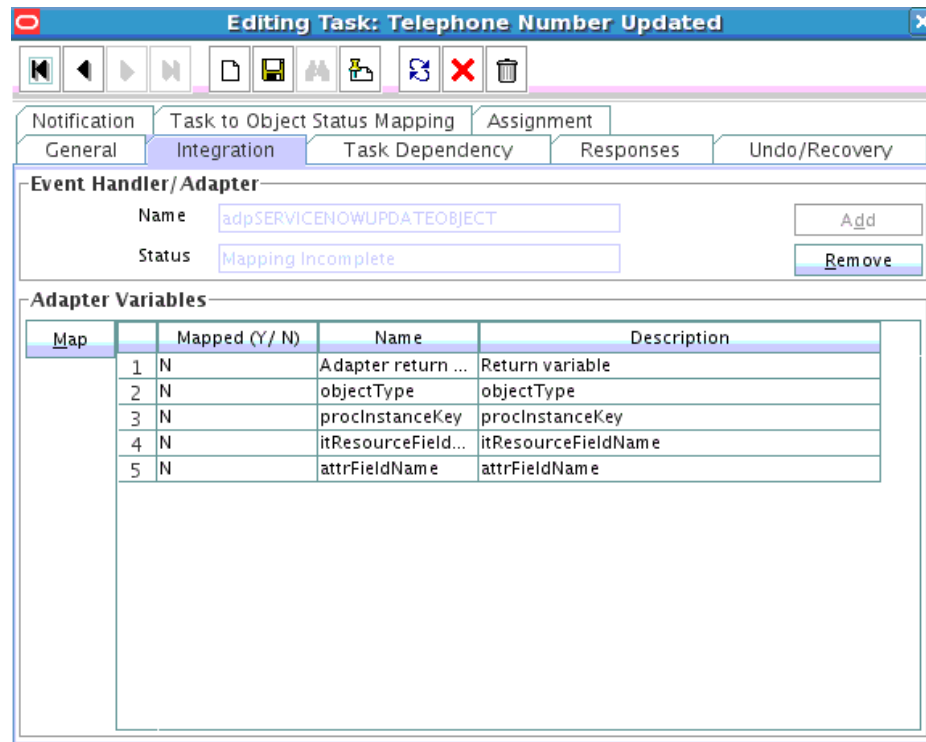 Editing Task: Telephone Number Updated
Notification Task to Object Status Mapping Assignment
General Integration Task Dependency Responses Undo/Recovery
Event Handler/Adapter
Name adpSERVICENOWUPDATEOBJECT Add
Status Mapping Incomplete Remove
Adapter Variables
Map Mapped (Y/N) Name Description
1 N Adapter return ... Return variable
2 N objectType objectType
3 N procInstanceKey procInstanceKey
4 N itResourceField... itResourceFieldName
5 N attrFieldName attrFieldName